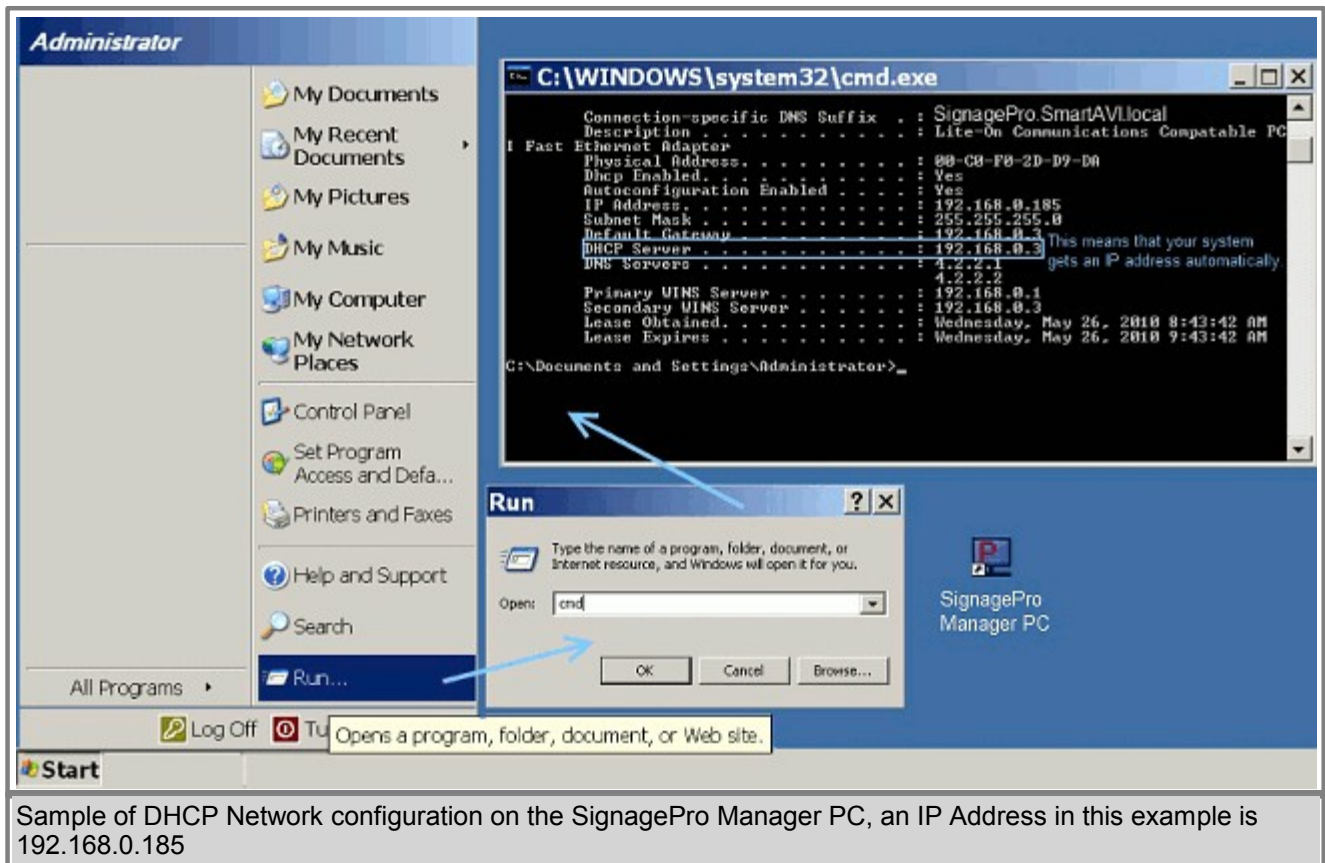 Administrator
My Documents
My Recent
Documents
My Pictures
My Music
My Computer
My Network
Places
Control Panel
Set Program
Access and Defa...
Printers and Faxes
Help and Support
Search
Run...
All Programs
Log Off
Tu
Opens a program, folder, document, or Web site.
Start
C:\WINDOWS\system32\cmd.exe
Connection-specific DNS Suffix . : SignagePro.SmartAVI.local
Description . . . . . . . . . . . : Lite-On Communications Compatable PC
I Fast Ethernet Adapter
Physical Address. . . . . . . . . : 00-C0-F0-2D-D9-DA
Dhcp Enabled. . . . . . . . . . . : Yes
Autoconfiguration Enabled . . . . : Yes
IP Address. . . . . . . . . . . . : 192.168.0.185
Subnet Mask . . . . . . . . . . . : 255.255.255.0
Default Gateway . . . . . . . . . : 192.168.0.3
DHCP Server . . . . . . . . . . . : 192.168.0.3
This means that your system
gets an IP address automatically.
DNS Servers . . . . . . . . . . . : 4.2.2.1
4.2.2.2
Primary WINS Server . . . . . . . : 192.168.0.1
Secondary WINS Server . . . . . . : 192.168.0.3
Lease Obtained. . . . . . . . . . : Wednesday, May 26, 2010 8:43:42 AM
Lease Expires . . . . . . . . . . : Wednesday, May 26, 2010 9:43:42 AM
C:\Documents and Settings\Administrator>_
Run
Type the name of a program, folder, document, or
Internet resource, and Windows will open it for you.
Open: cmd
OK Cancel Browse...
SignagePro
Manager PC
Sample of DHCP Network configuration on the SignagePro Manager PC, an IP Address in this example is
192.168.0.185